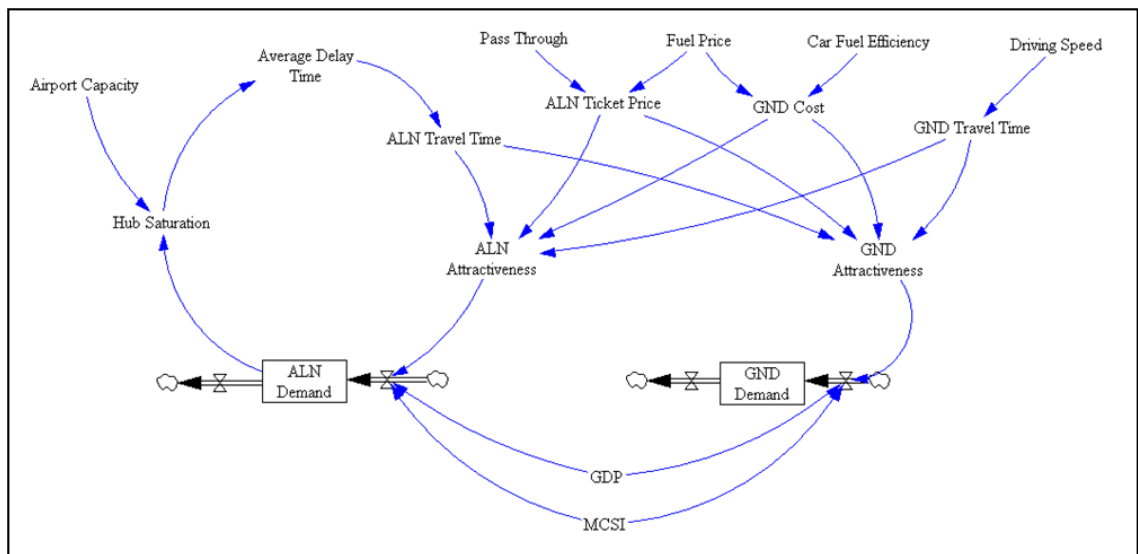 Pass Through
Fuel Price
Car Fuel Efficiency
Driving Speed
Average Delay
Time
Airport Capacity
ALN Ticket Price
GND Cost
GND Travel Time
ALN Travel Time
Hub Saturation
ALN
Attractiveness
GND
Attractiveness
ALN
Demand
GND
Demand
GDP
MCSI